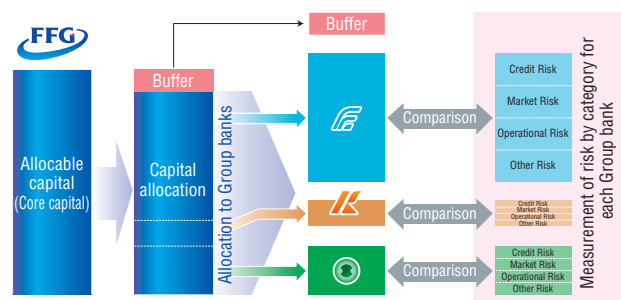 FFG
Allocable
capital
(Core capital)
Buffer
Capital
allocation
Allocation to Group banks
Buffer
Comparison
Credit Risk
Market Risk
Operational Risk
Other Risk
Comparison
Credit Risk
Market Risk
Operational Risk
Other Risk
Comparison
Credit Risk
Market Risk
Operational Risk
Other Risk
Measurement of risk by category for
each Group bank